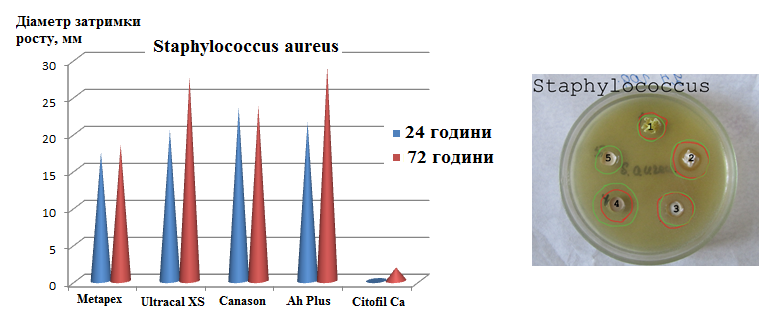 Діаметр затримки
росту, мм
Staphylococcus aureus
30
25
20
15
10
5
0
Metapex
Ultracal XS
Canason
Ah Plus
Citofil Ca
24 години
72 години
Staphylococcus
1
2
3
4
5
S. aureus